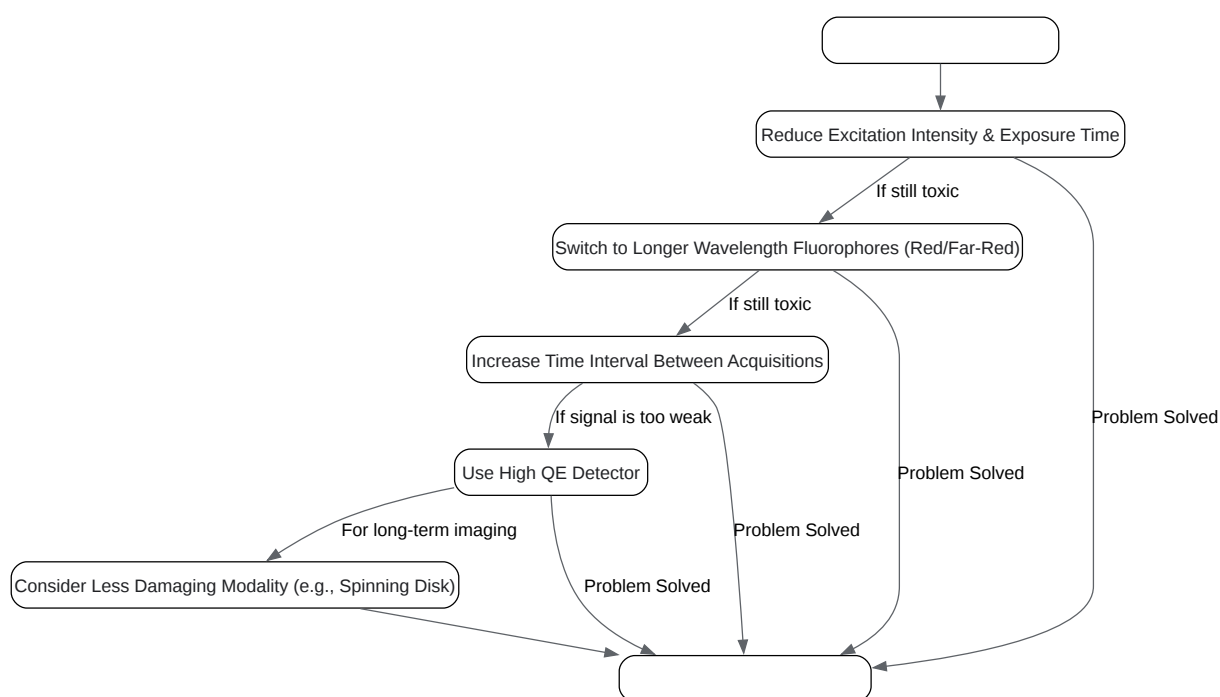 Reduce Excitation Intensity & Exposure Time
If still toxic
Switch to Longer Wavelength Fluorophores (Red/Far-Red)
If still toxic
Increase Time Interval Between Acquisitions
If signal is too weak
Problem Solved
Use High QE Detector
Problem Solved
For long-term imaging
Problem Solved
Consider Less Damaging Modality (e.g., Spinning Disk)
Problem Solved